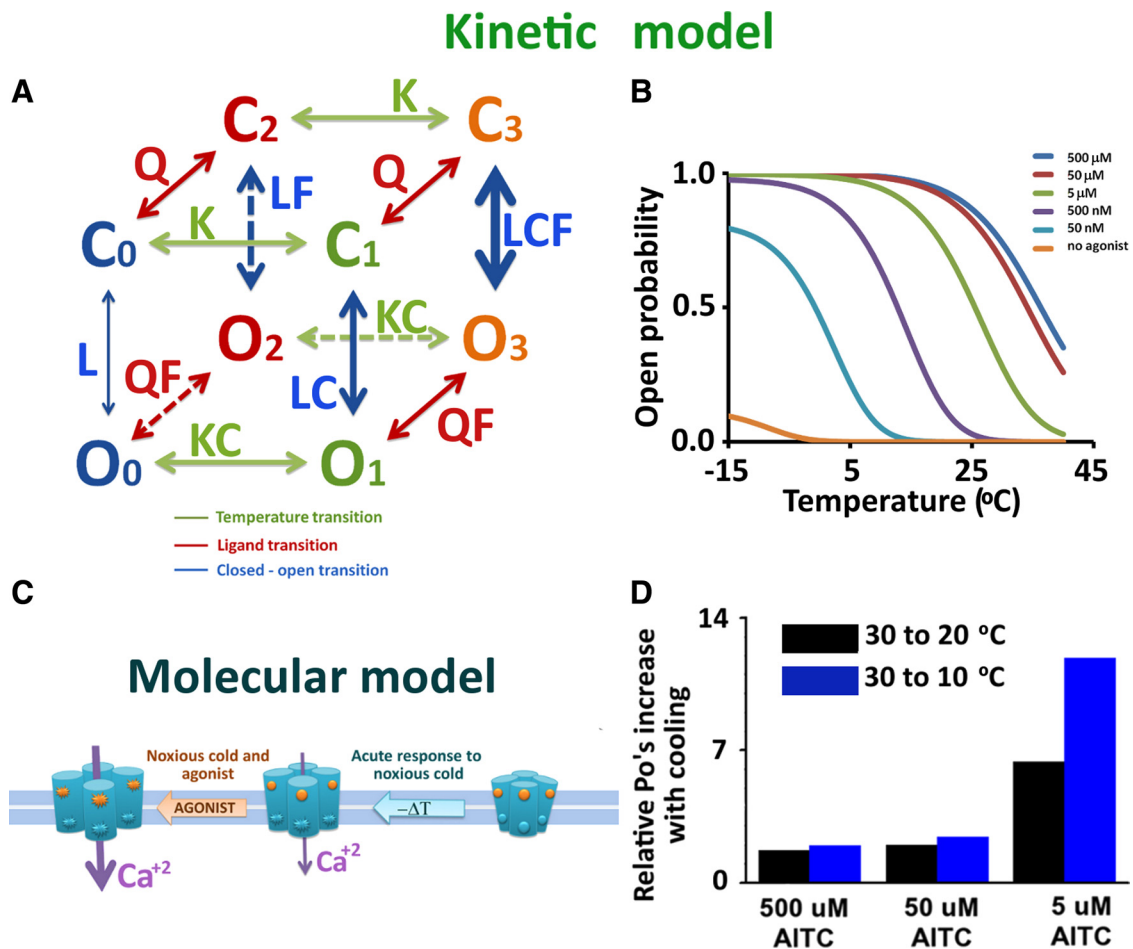 Kinetic model
A
C2
K
C3
Q
LF
Q
LCF
C0
K
C1
O2
KC
O3
L
QF
LC
QF
O0
KC
O1
Temperature transition
Ligand transition
Closed - open transition
B
Open probability
1.0
0.5
0.0
-15
5
25
45
Temperature (ºC)
500 µM
50 µM
5 µM
500 nM
50 nM
no agonist
C
Molecular model
Noxious cold and
agonist
AGONIST
Acute response to
noxious cold
–ΔT
Ca+2
Ca+2
D
Relative Po's increase
with cooling
14
7
0
30 to 20 ºC
30 to 10 ºC
500 uM
AITC
50 uM
AITC
5 uM
AITC